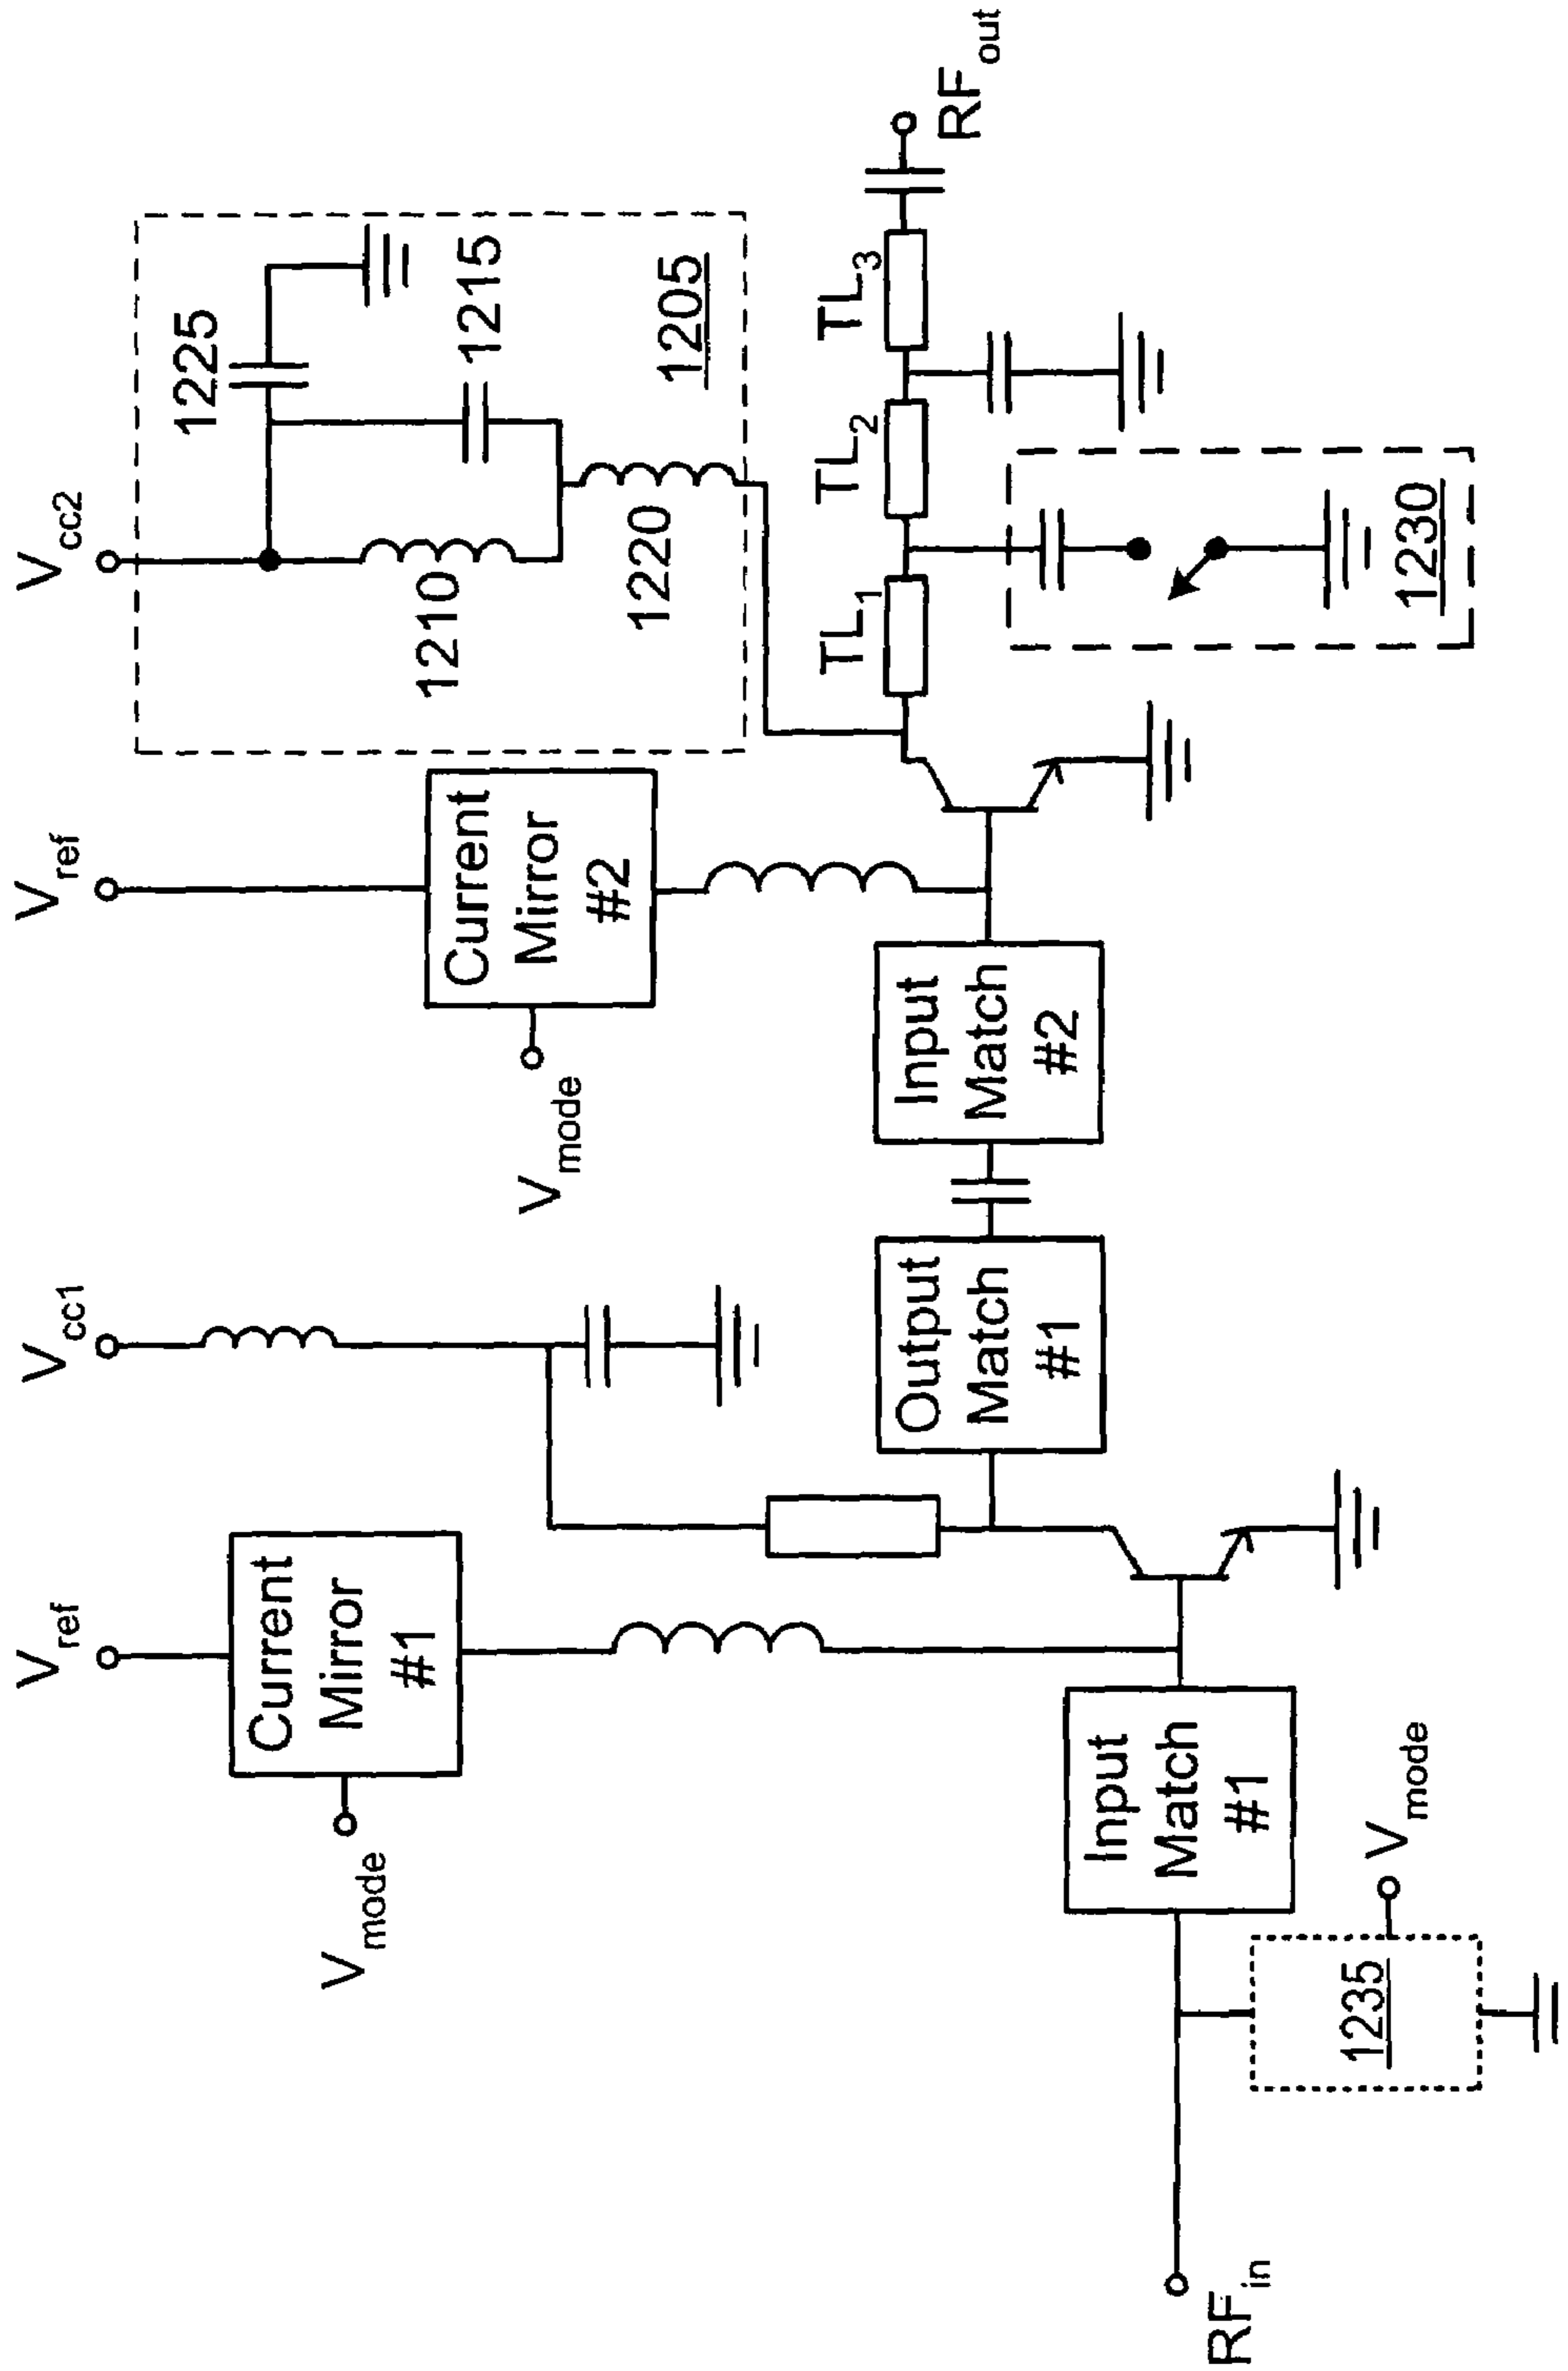 V_ref
V_cc1
V_ref
V_cc2
Current
Mirror
#1
V_mode
Current
Mirror
#2
V_mode
1225
1215
1210
1220
1205
Output
Match
#1
Input
Match
#2
TL_1
TL_2
TL_3
RF_out
1230
Input
Match
#1
RF_in
1235
V_mode